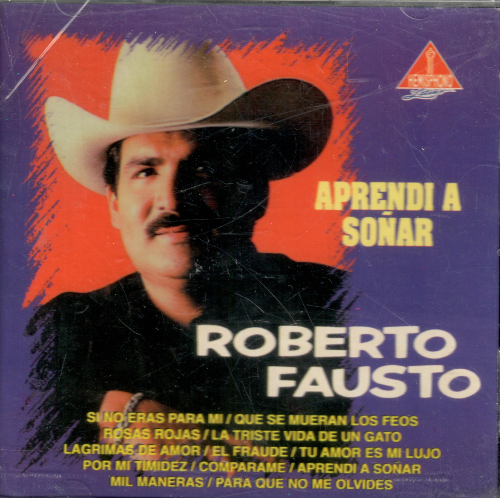 HEMISPHONO
APRENDI A
SOÑAR
ROBERTO
FAUSTO
SI NO ERAS PARA MI / QUE SE MUERAN LOS FEOS
ROSAS ROJAS / LA TRISTE VIDA DE UN GATO
LAGRIMAS DE AMOR / EL FRAUDE / TU AMOR ES MI LUJO
POR MI TIMIDEZ / COMPARAME / APRENDI A SOÑAR
MIL MANERAS / PARA QUE NO ME OLVIDES